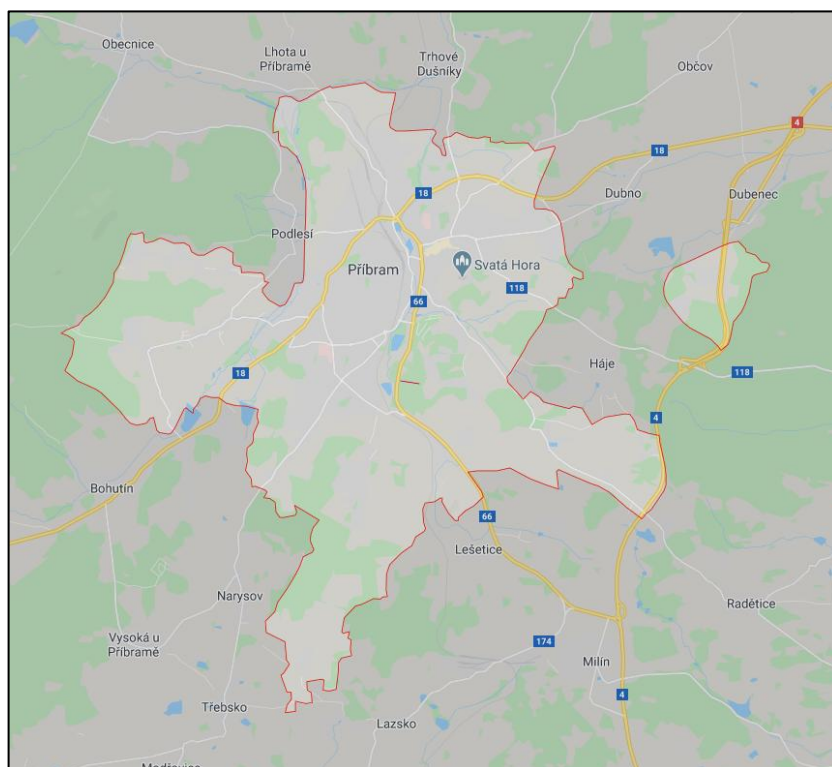 Obecnice
Lhota u
Příbramě
Trhové
Dušníky
Občov
4
18
Dubno
Dubenec
18
Podlesí
Příbram
Svatá Hora
118
66
Háje
118
18
4
Bohutín
66
Lešetice
Narysov
Radětice
Vysoká u
Příbramě
174
Milín
4
Třebsko
Lazsko